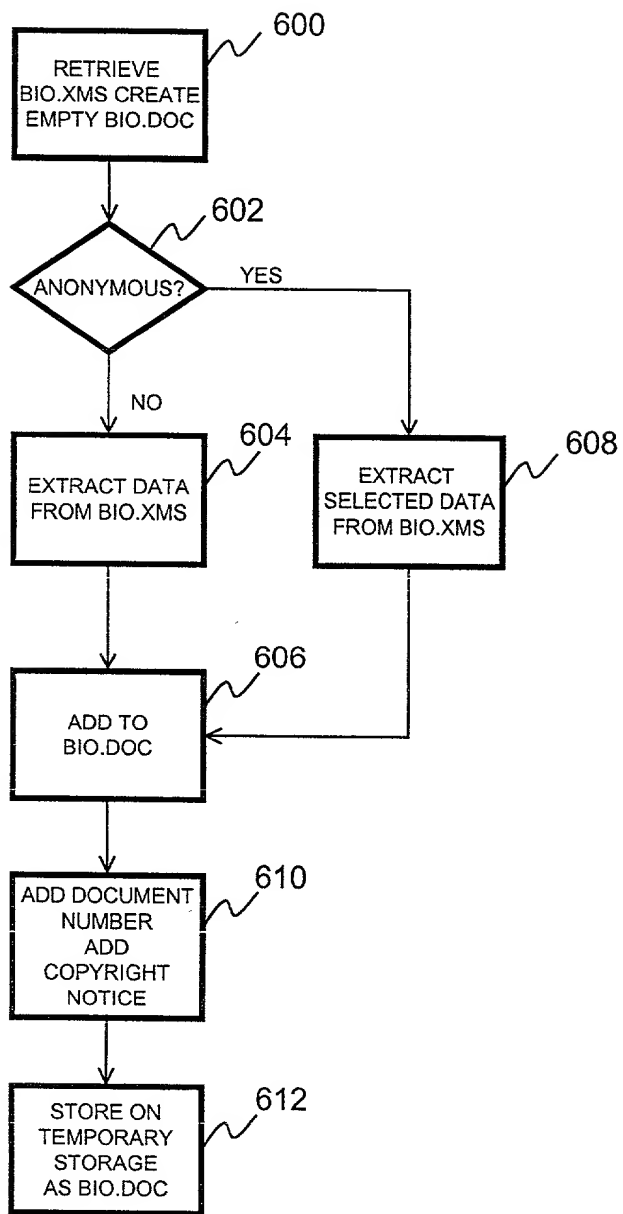 600
RETRIEVE
BIO.XMS CREATE
EMPTY BIO.DOC
602
ANONYMOUS?
YES
NO
604
EXTRACT DATA
FROM BIO.XMS
608
EXTRACT
SELECTED DATA
FROM BIO.XMS
606
ADD TO
BIO.DOC
610
ADD DOCUMENT
NUMBER
ADD
COPYRIGHT
NOTICE
612
STORE ON
TEMPORARY
STORAGE
AS BIO.DOC